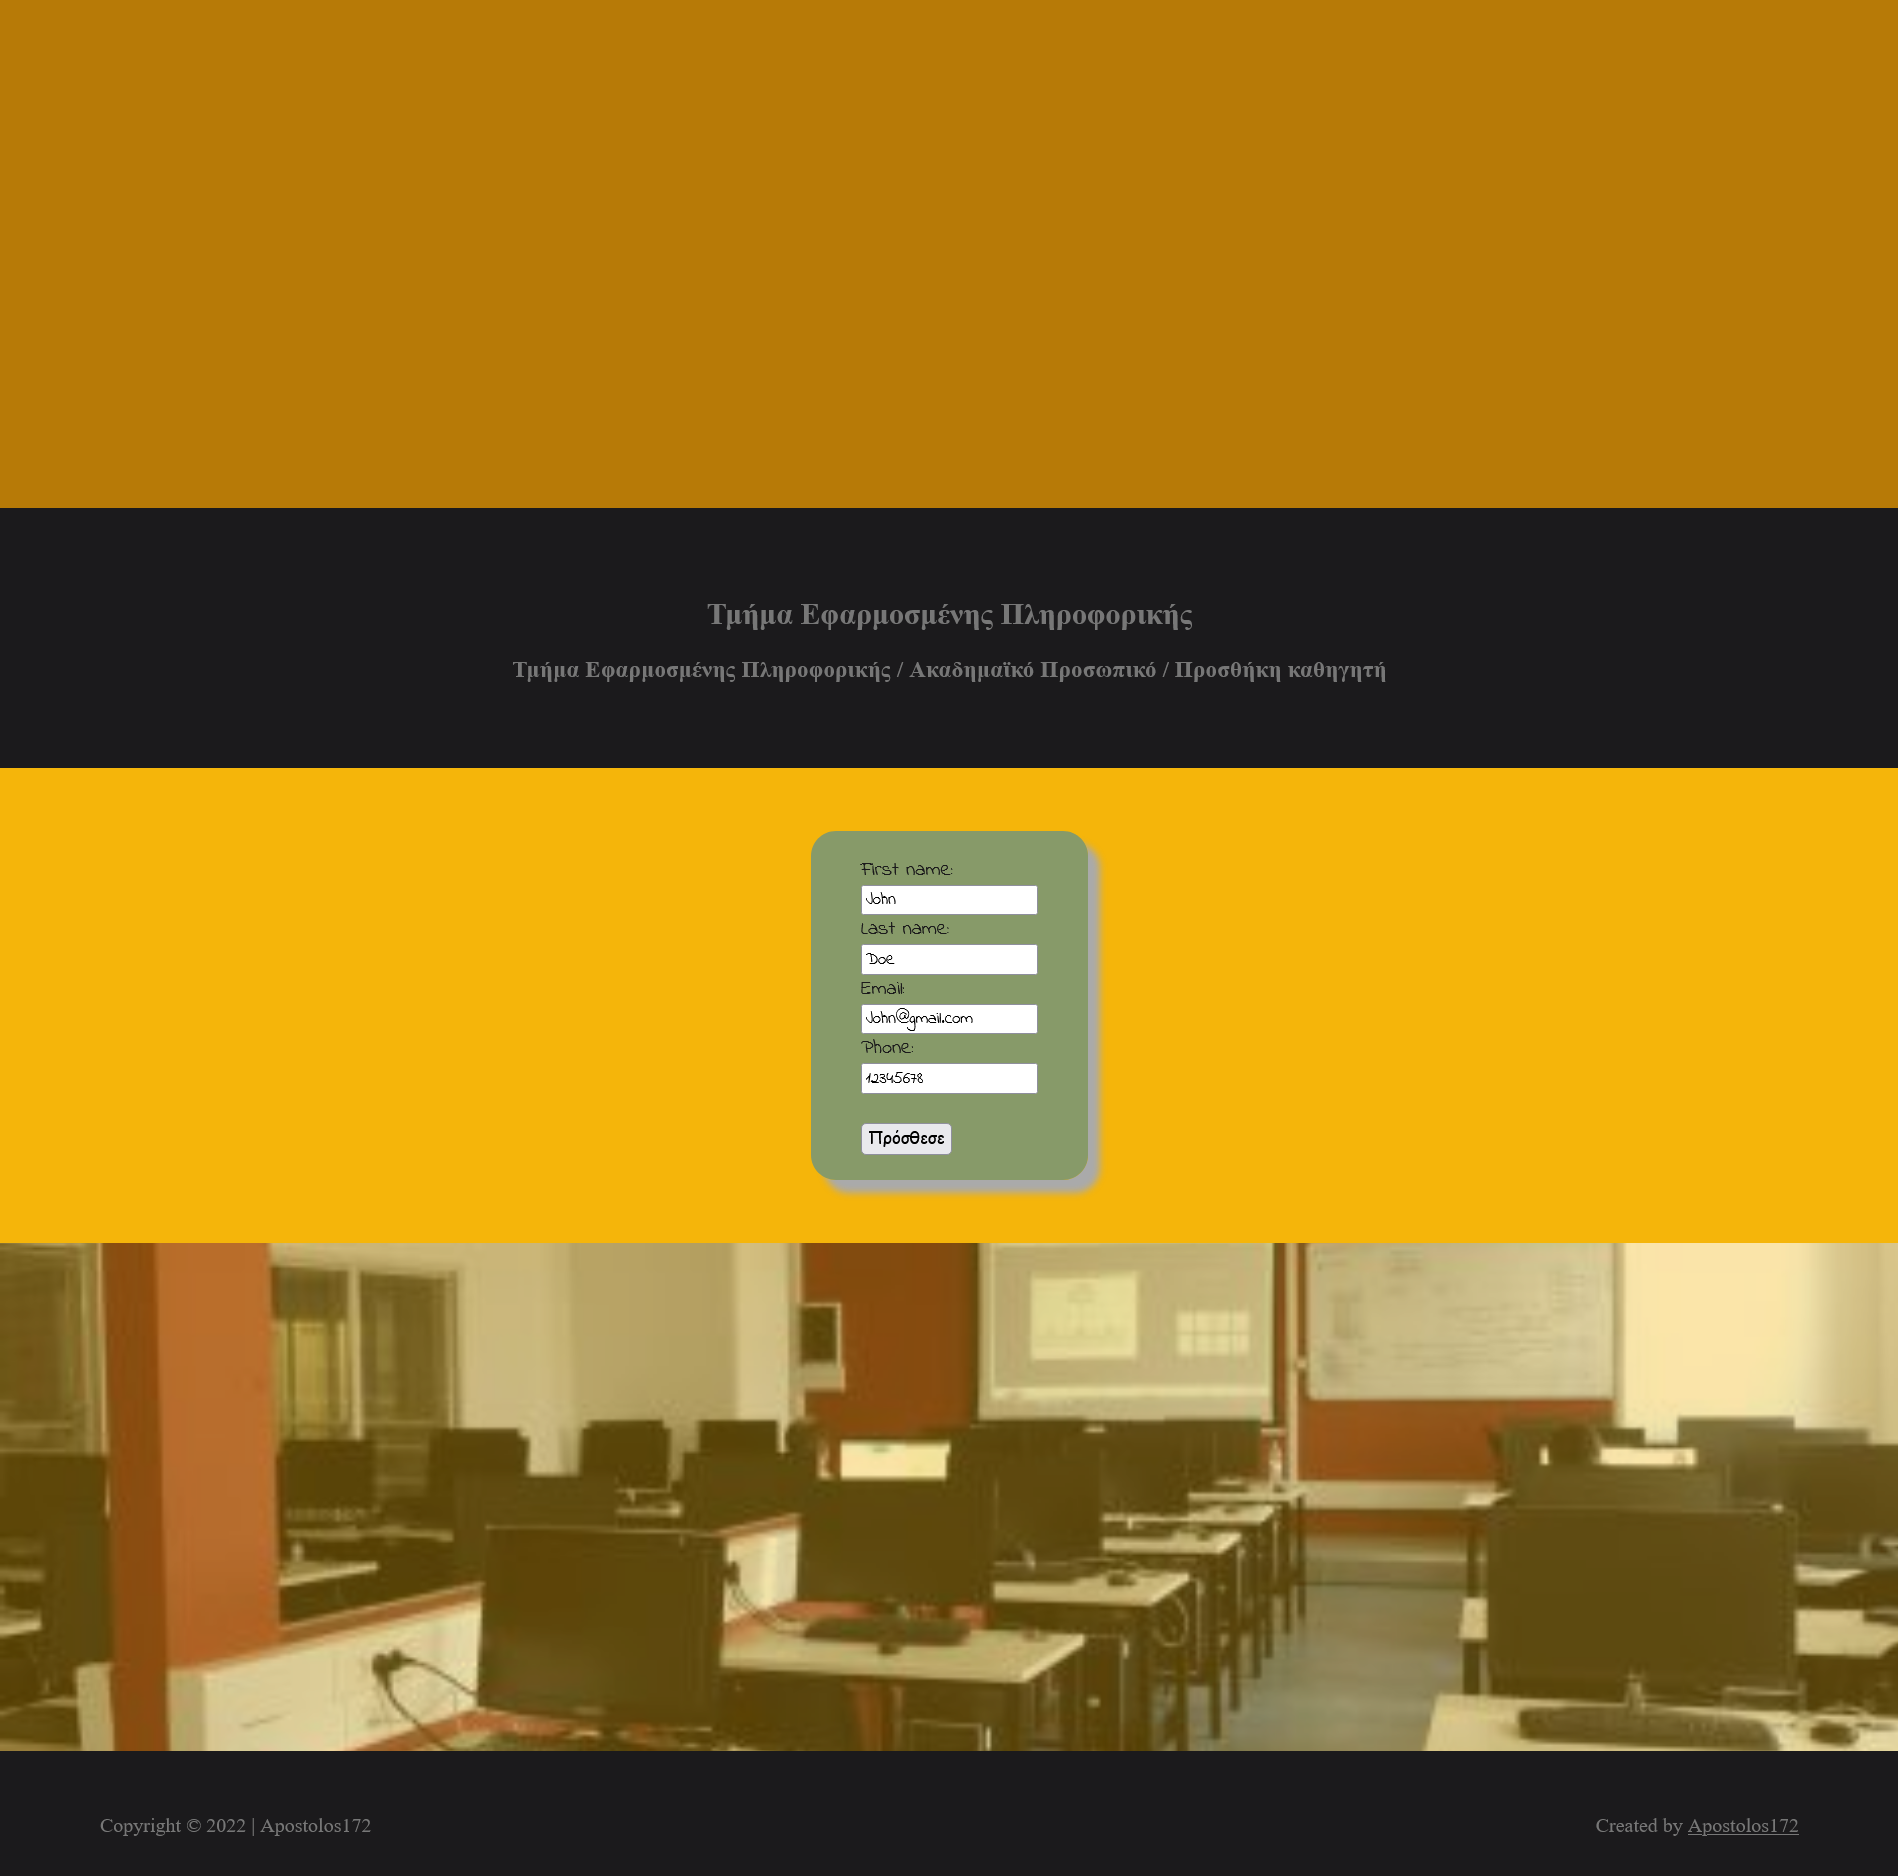 Τμήμα Εφαρμοσμένης Πληροφορικής
Τμήμα Εφαρμοσμένης Πληροφορικής / Ακαδημαϊκό Προσωπικό / Προσθήκη καθηγητή
First name:
John
Last name:
Doe
Email:
John@gmail.com
Phone:
12345678
Πρόσθεσε
Copyright © 2022 | Apostolos172
Created by Apostolos172